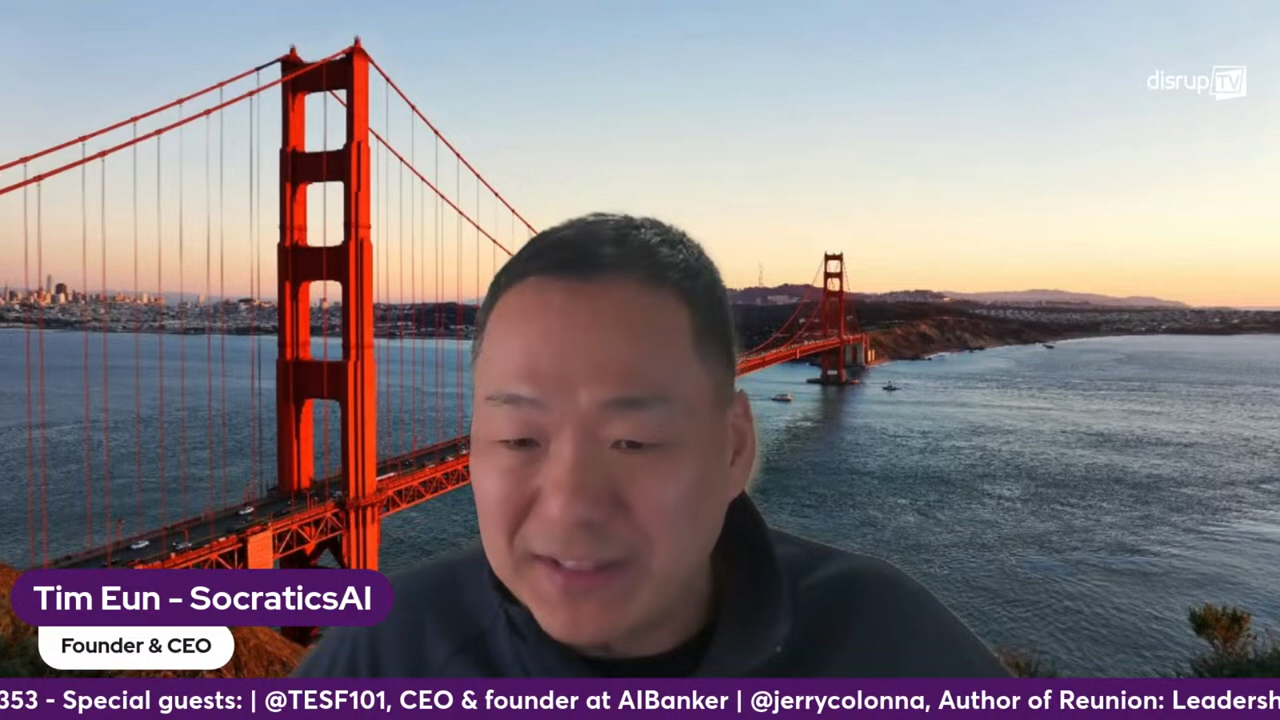 disrupTV
Tim Eun - SocraticsAI
Founder & CEO
353 - Special guests: | @TESF101, CEO & founder at AIBanker | @jerrycolonna, Author of Reunion: Leadersh